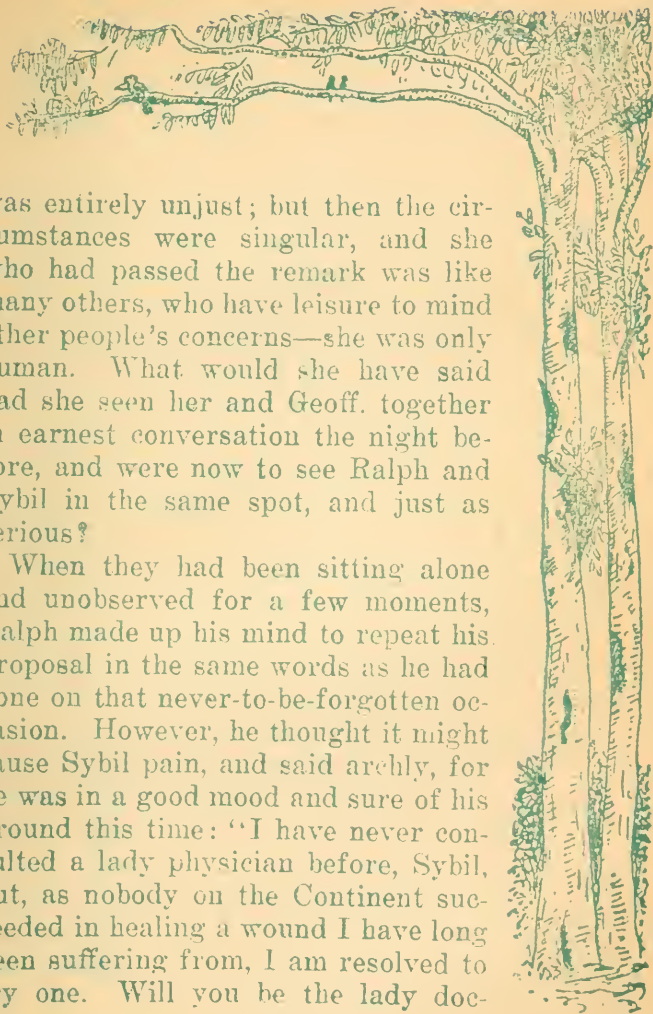 as entirely unjust; but then the cir-
umstances were singular, and she
ho had passed the remark was like
any others, who have leisure to mind
ther people's concerns—she was only
uman. What would she have said
ad she seen her and Geoff. together
n earnest conversation the night be-
ore, and were now to see Ralph and
ybil in the same spot, and just as
erious?
When they had been sitting alone
nd unobserved for a few moments,
alph made up his mind to repeat his
roposal in the same words as he had
one on that never-to-be-forgotten oc-
asion. However, he thought it might
ause Sybil pain, and said archly, for
e was in a good mood and sure of his
round this time: "I have never con-
ulted a lady physician before, Sybil,
ut, as nobody on the Continent suc-
eeded in healing a wound I have long
een suffering from, I am resolved to
ry one. Will you be the lady doc-